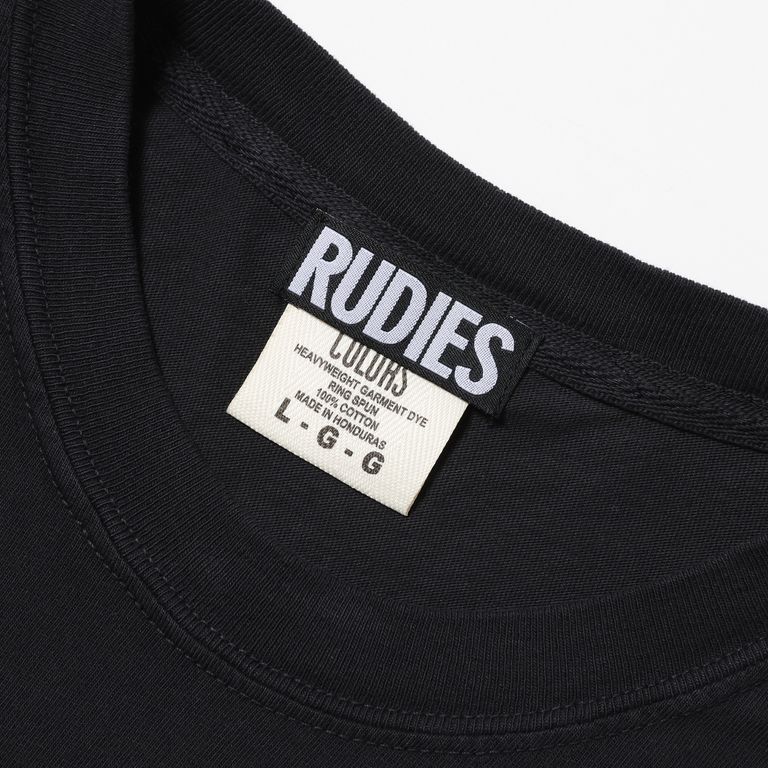 RUDIES
COLORS
HEAVYWEIGHT GARMENT DYE
RING SPUN
100% COTTON
MADE IN HONDURAS
L - G - G